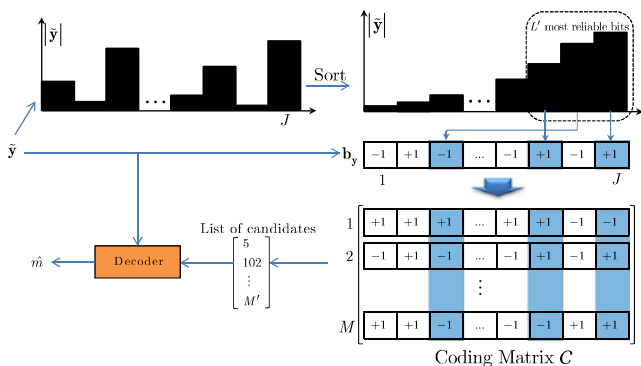 |ỹ|
J
Sort
|ỹ|
L′ most reliable bits
ỹ
b_y
−1 +1 −1 ... −1 +1 −1 +1
1 J
List of candidates
5
102
⋮
M′
Decoder
m̂
1 +1 +1 +1 ... +1 +1 −1 −1
2 −1 +1 −1 ... −1 +1 −1 +1
⋮
M +1 +1 −1 ... −1 −1 +1 +1
Coding Matrix 𝒞